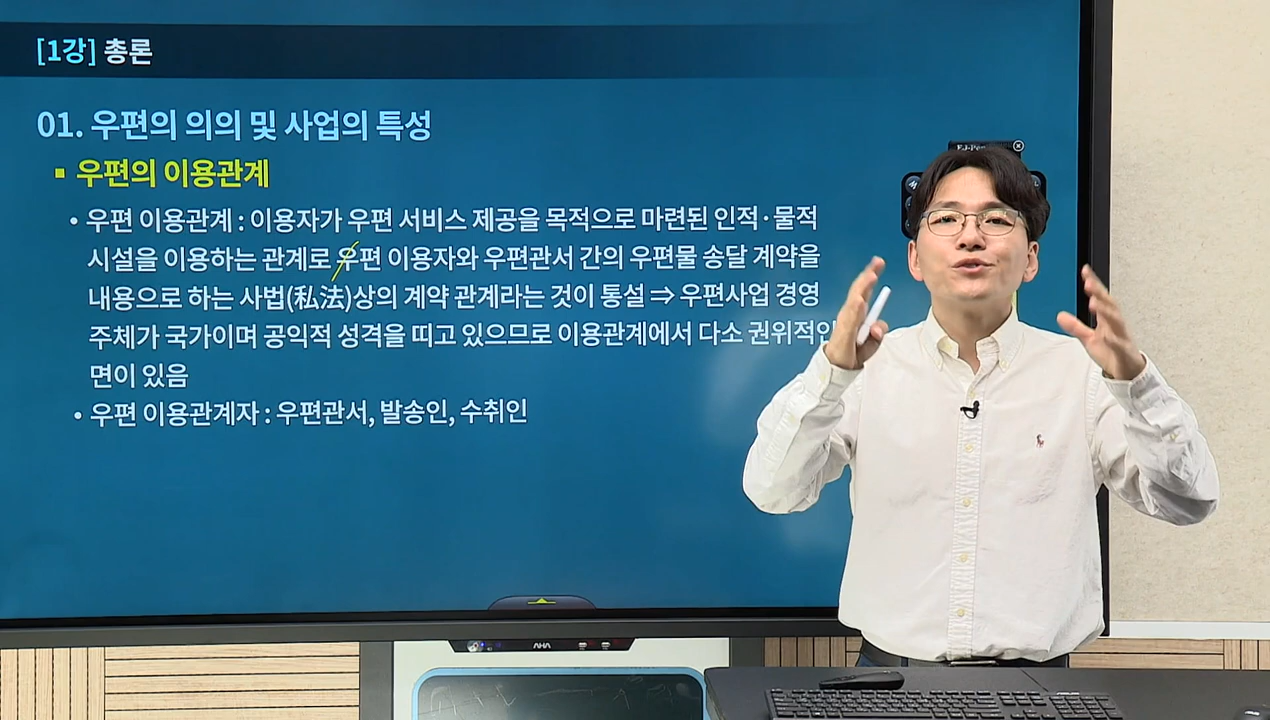 [1강] 총론
01. 우편의 의의 및 사업의 특성
▪ 우편의 이용관계
• 우편 이용관계 : 이용자가 우편 서비스 제공을 목적으로 마련된 인적·물적
시설을 이용하는 관계로 우편 이용자와 우편관서 간의 우편물 송달 계약을
내용으로 하는 사법(私法)상의 계약 관계라는 것이 통설 ⇒ 우편사업 경영
주체가 국가이며 공익적 성격을 띠고 있으므로 이용관계에서 다소 권위적인
면이 있음
• 우편 이용관계자 : 우편관서, 발송인, 수취인
AHA